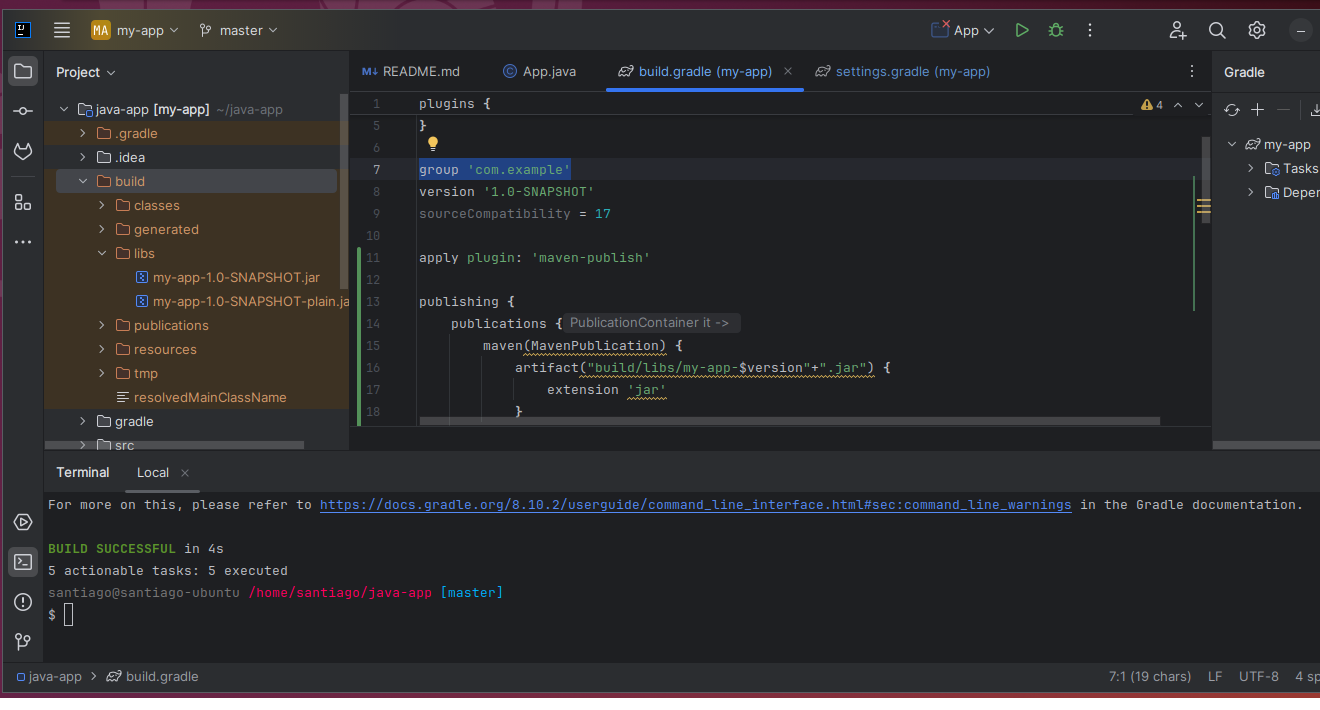 MA my-app master App
Project
java-app [my-app] ~/java-app
.gradle
.idea
build
classes
generated
libs
my-app-1.0-SNAPSHOT.jar
my-app-1.0-SNAPSHOT-plain.ja
publications
resources
tmp
resolvedMainClassName
gradle
src
README.md App.java build.gradle (my-app) settings.gradle (my-app)
1 plugins {
4
5 }
6
7 group 'com.example'
8 version '1.0-SNAPSHOT'
9 sourceCompatibility = 17
10
11 apply plugin: 'maven-publish'
12
13 publishing {
14 publications { PublicationContainer it ->
15 maven(MavenPublication) {
16 artifact("build/libs/my-app-$version"+".jar") {
17 extension 'jar'
18 }
Gradle
my-app
Tasks
Deper
Terminal Local
For more on this, please refer to https://docs.gradle.org/8.10.2/userguide/command_line_interface.html#sec:command_line_warnings in the Gradle documentation.
BUILD SUCCESSFUL in 4s
5 actionable tasks: 5 executed
santiago@santiago-ubuntu /home/santiago/java-app [master]
$
java-app > build.gradle 7:1 (19 chars) LF UTF-8 4 sp